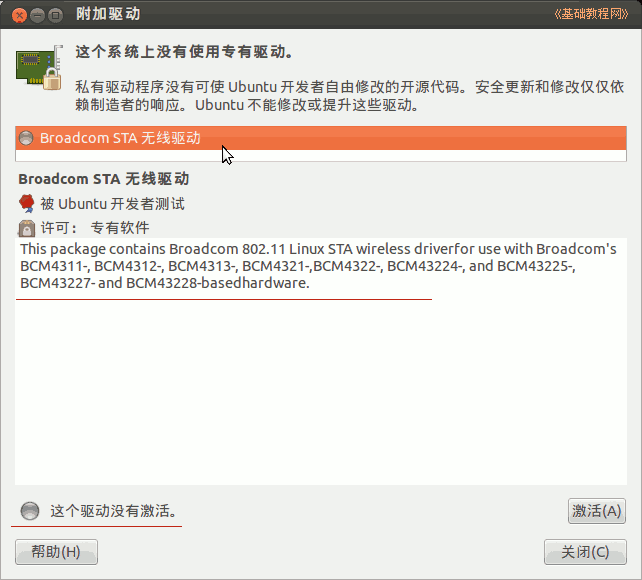 附加驱动
《基础教程网》
这个系统上没有使用专有驱动。
私有驱动程序没有可使 Ubuntu 开发者自由修改的开源代码。安全更新和修改仅仅依
赖制造者的响应。Ubuntu 不能修改或提升这些驱动。
Broadcom STA 无线驱动
Broadcom STA 无线驱动
被 Ubuntu 开发者测试
许可： 专有软件
This package contains Broadcom 802.11 Linux STA wireless driverfor use with Broadcom's
BCM4311-, BCM4312-, BCM4313-, BCM4321-,BCM4322-, BCM43224-, and BCM43225-,
BCM43227- and BCM43228-basedhardware.
这个驱动没有激活。
激活(A)
帮助(H)
关闭(C)